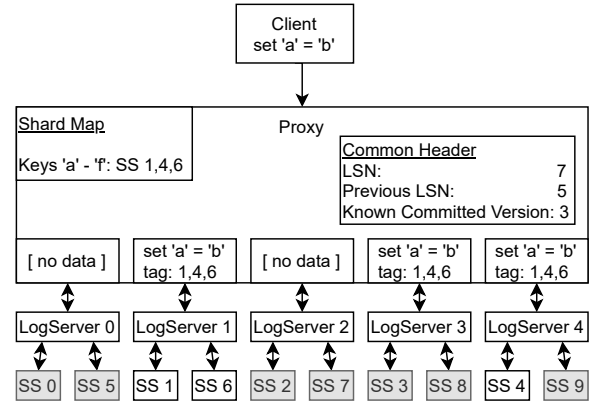 Client
set 'a' = 'b'
Shard Map
Keys 'a' - 'f': SS 1,4,6
Proxy
Common Header
LSN: 7
Previous LSN: 5
Known Committed Version: 3
[ no data ]
set 'a' = 'b'
tag: 1,4,6
[ no data ]
set 'a' = 'b'
tag: 1,4,6
set 'a' = 'b'
tag: 1,4,6
LogServer 0
LogServer 1
LogServer 2
LogServer 3
LogServer 4
SS 0
SS 5
SS 1
SS 6
SS 2
SS 7
SS 3
SS 8
SS 4
SS 9